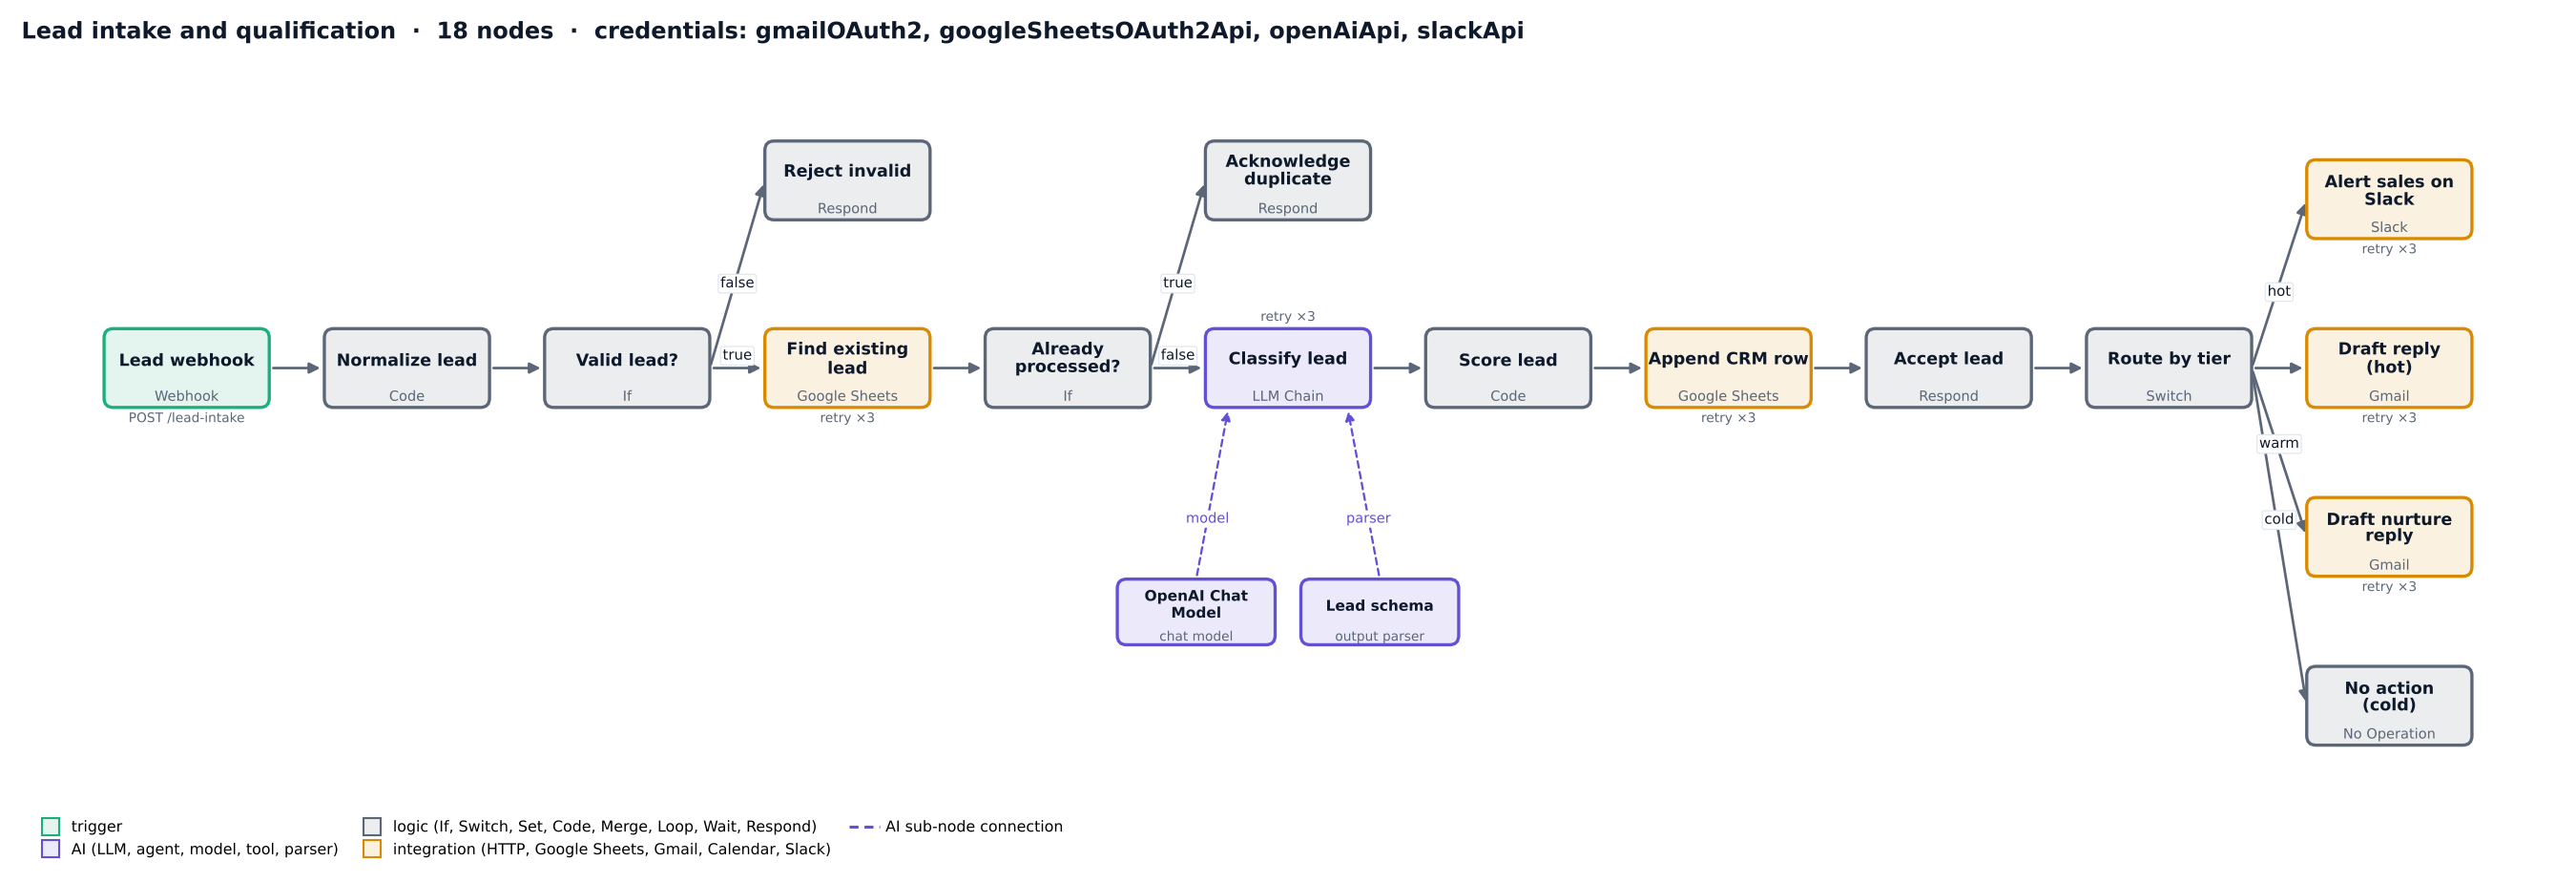 Lead intake and qualification · 18 nodes · credentials: gmailOAuth2, googleSheetsOAuth2Api, openAiApi, slackApi
Reject invalid
Respond
Acknowledge
duplicate
Respond
Alert sales on
Slack
Slack
retry ×3
false
true
hot
Lead webhook
Webhook
POST /lead-intake
Normalize lead
Code
Valid lead?
If
true
Find existing
lead
Google Sheets
retry ×3
Already
processed?
If
false
retry ×3
Classify lead
LLM Chain
Score lead
Code
Append CRM row
Google Sheets
retry ×3
Accept lead
Respond
Route by tier
Switch
Draft reply
(hot)
Gmail
retry ×3
warm
model
parser
cold
Draft nurture
reply
Gmail
retry ×3
OpenAI Chat
Model
chat model
Lead schema
output parser
No action
(cold)
No Operation
trigger
AI (LLM, agent, model, tool, parser)
logic (If, Switch, Set, Code, Merge, Loop, Wait, Respond)
integration (HTTP, Google Sheets, Gmail, Calendar, Slack)
AI sub-node connection